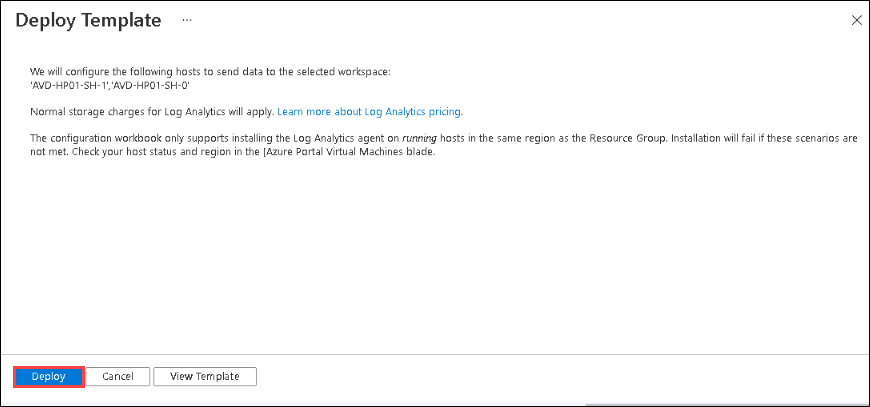 Deploy Template ...
We will configure the following hosts to send data to the selected workspace:
'AVD-HP01-SH-1','AVD-HP01-SH-0'
Normal storage charges for Log Analytics will apply. Learn more about Log Analytics pricing.
The configuration workbook only supports installing the Log Analytics agent on running hosts in the same region as the Resource Group. Installation will fail if these scenarios are
not met. Check your host status and region in the [Azure Portal Virtual Machines blade.
Deploy Cancel View Template